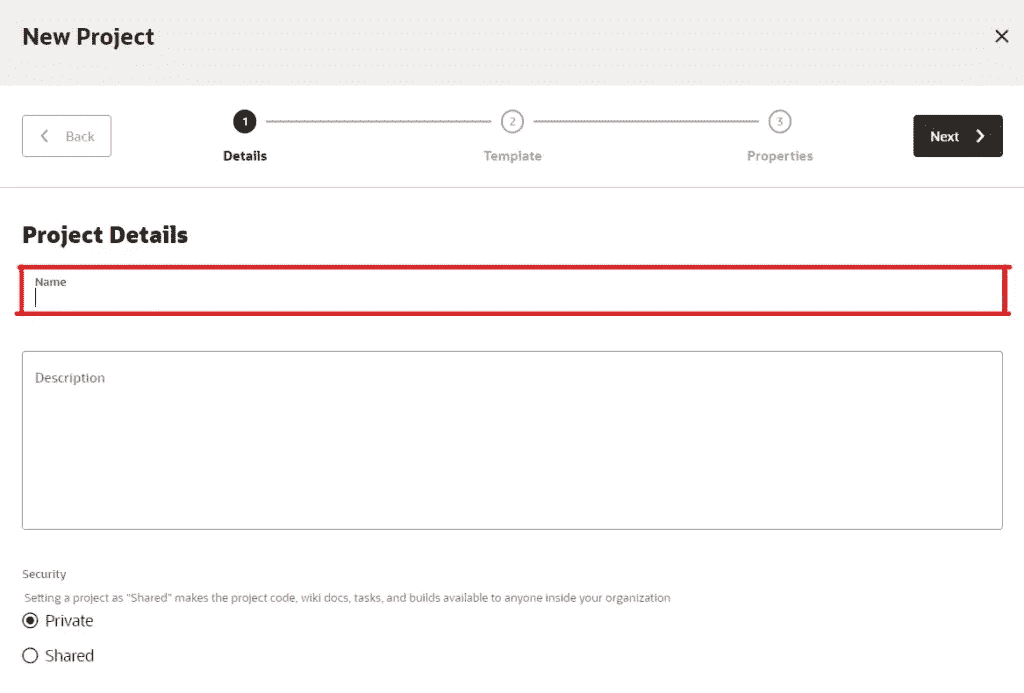 New Project
Back
1
2
3
Details
Template
Properties
Next
Project Details
Name
Description
Security
Setting a project as "Shared" makes the project code, wiki docs, tasks, and builds available to anyone inside your organization
Private
Shared